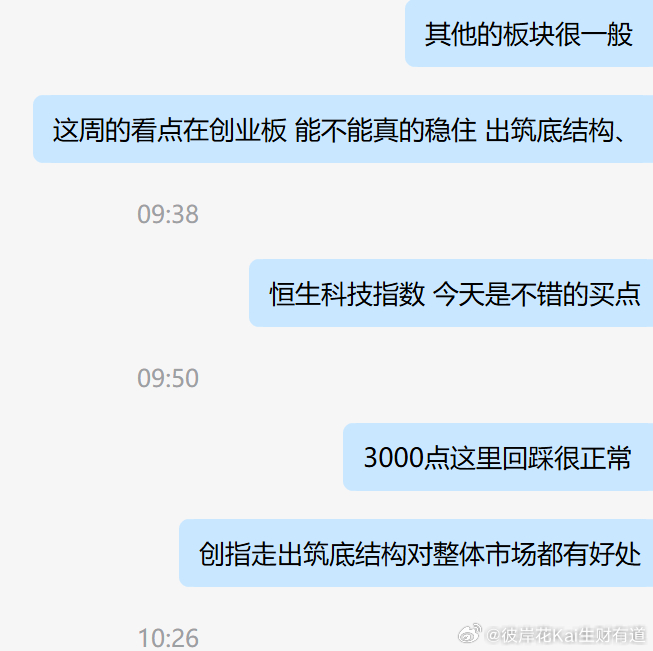 其他的板块很一般
这周的看点在创业板 能不能真的稳住 出筑底结构、
09:38
恒生科技指数 今天是不错的买点
09:50
3000点这里回踩很正常
创指走出筑底结构对整体市场都有好处
10:26
@彼岸花Kai生财有道